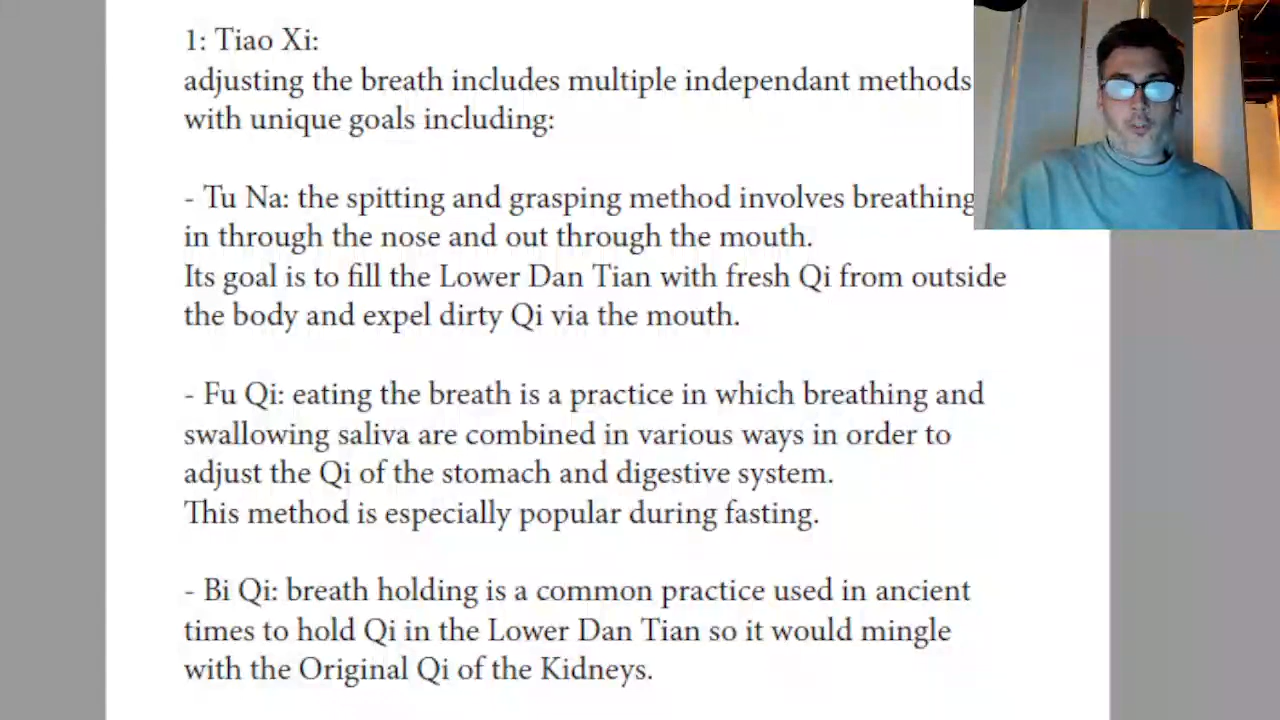 1: Tiao Xi:
adjusting the breath includes multiple independant methods
with unique goals including:
- Tu Na: the spitting and grasping method involves breathing
in through the nose and out through the mouth.
Its goal is to fill the Lower Dan Tian with fresh Qi from outside
the body and expel dirty Qi via the mouth.
- Fu Qi: eating the breath is a practice in which breathing and
swallowing saliva are combined in various ways in order to
adjust the Qi of the stomach and digestive system.
This method is especially popular during fasting.
- Bi Qi: breath holding is a common practice used in ancient
times to hold Qi in the Lower Dan Tian so it would mingle
with the Original Qi of the Kidneys.